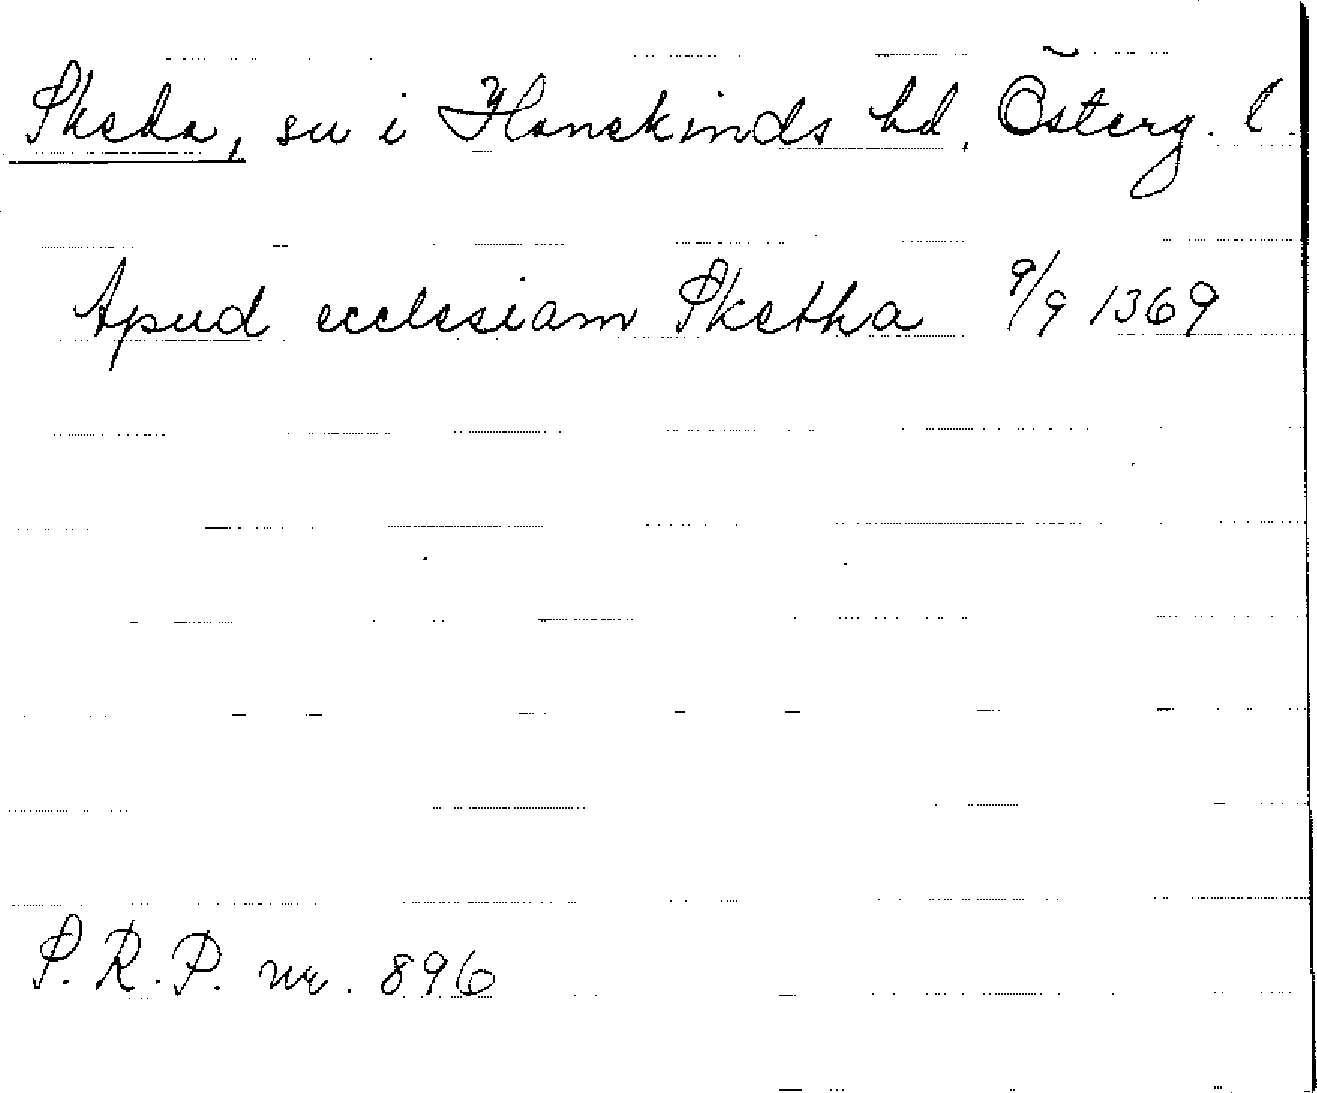 Skeda, sn i Hanekinds hd, Österg. l.
Apud ecclesiam Sketha 9/9 1369
S.R.P. nr. 896